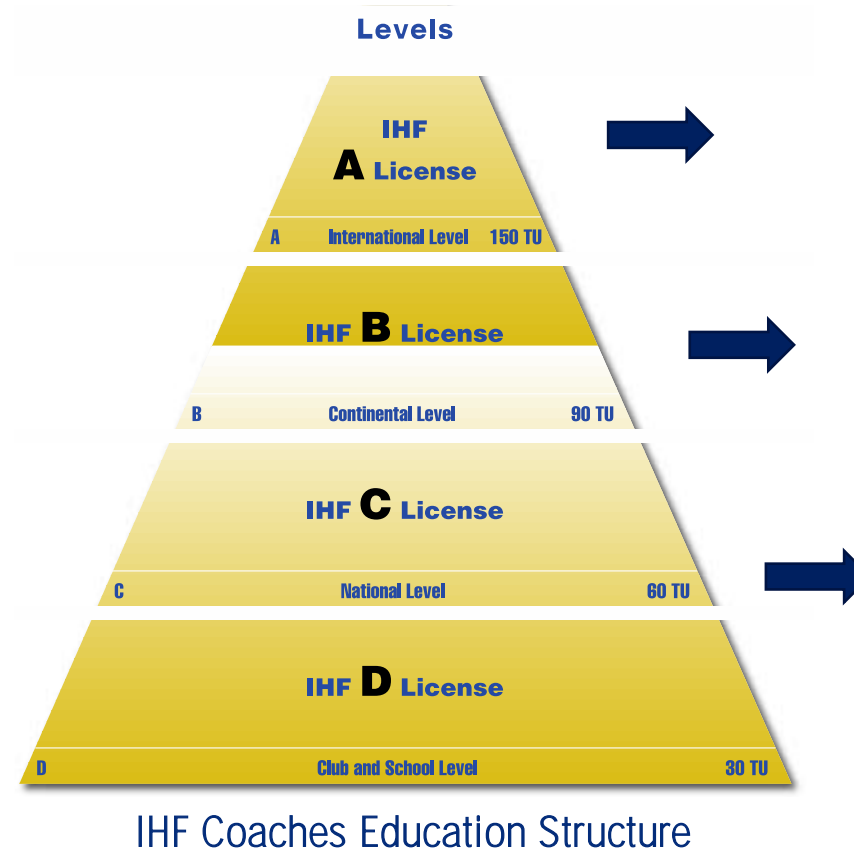 Levels
IHF
A License
A International Level 150 TU
IHF B License
B Continental Level 90 TU
IHF C License
C National Level 60 TU
IHF D License
D Club and School Level 30 TU
IHF Coaches Education Structure